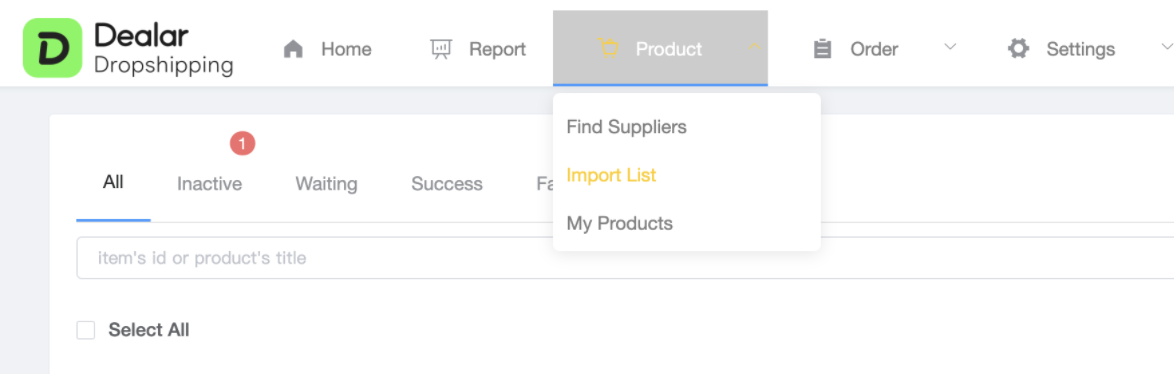 Dealar
Dropshipping
Home
Report
Product
Order
Settings
Find Suppliers
Import List
My Products
1
All
Inactive
Waiting
Success
Fa
item's id or product's title
Select All